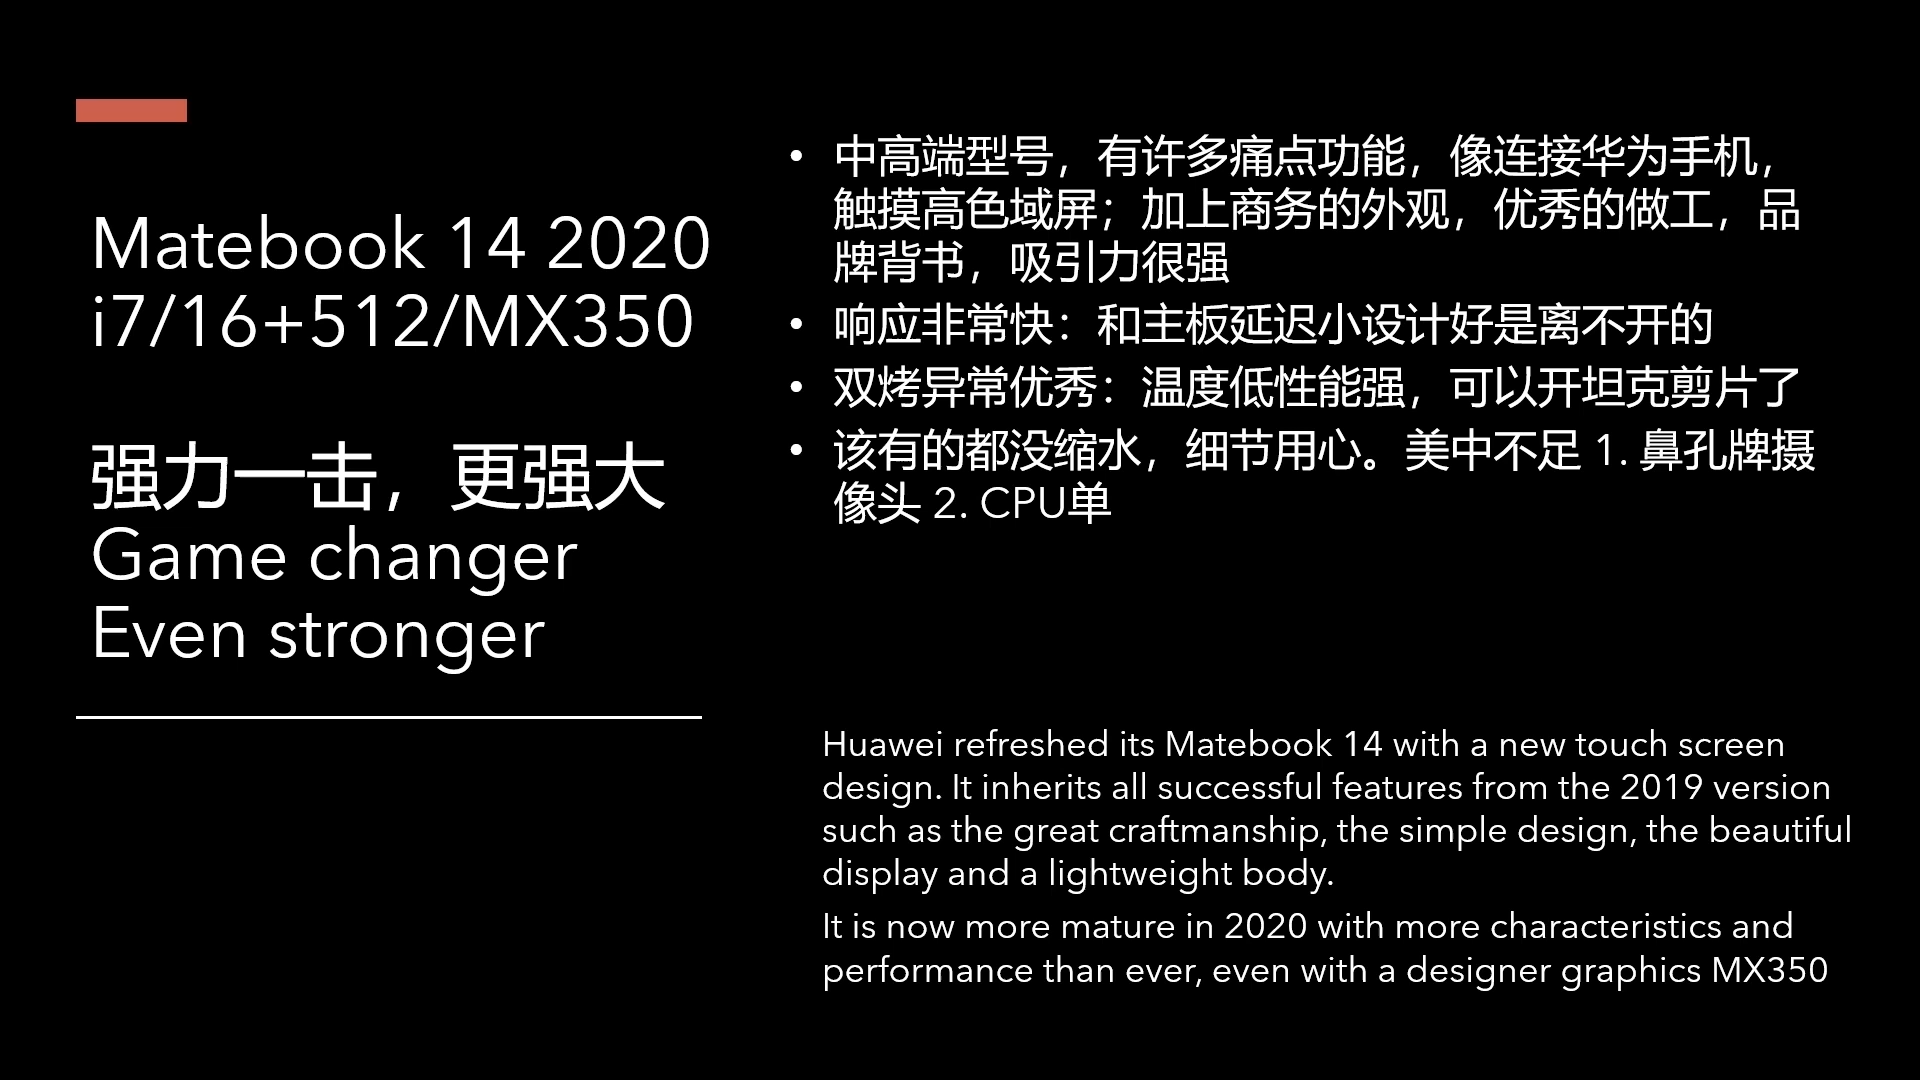 Matebook 14 2020
i7/16+512/MX350
强力一击，更强大
Game changer
Even stronger
• 中高端型号，有许多痛点功能，像连接华为手机，
触摸高色域屏；加上商务的外观，优秀的做工，品
牌背书，吸引力很强
• 响应非常快：和主板延迟小设计好是离不开的
• 双烤异常优秀：温度低性能强，可以开坦克剪片了
• 该有的都没缩水，细节用心。美中不足 1. 鼻孔牌摄
像头 2. CPU单
Huawei refreshed its Matebook 14 with a new touch screen
design. It inherits all successful features from the 2019 version
such as the great craftmanship, the simple design, the beautiful
display and a lightweight body.
It is now more mature in 2020 with more characteristics and
performance than ever, even with a designer graphics MX350